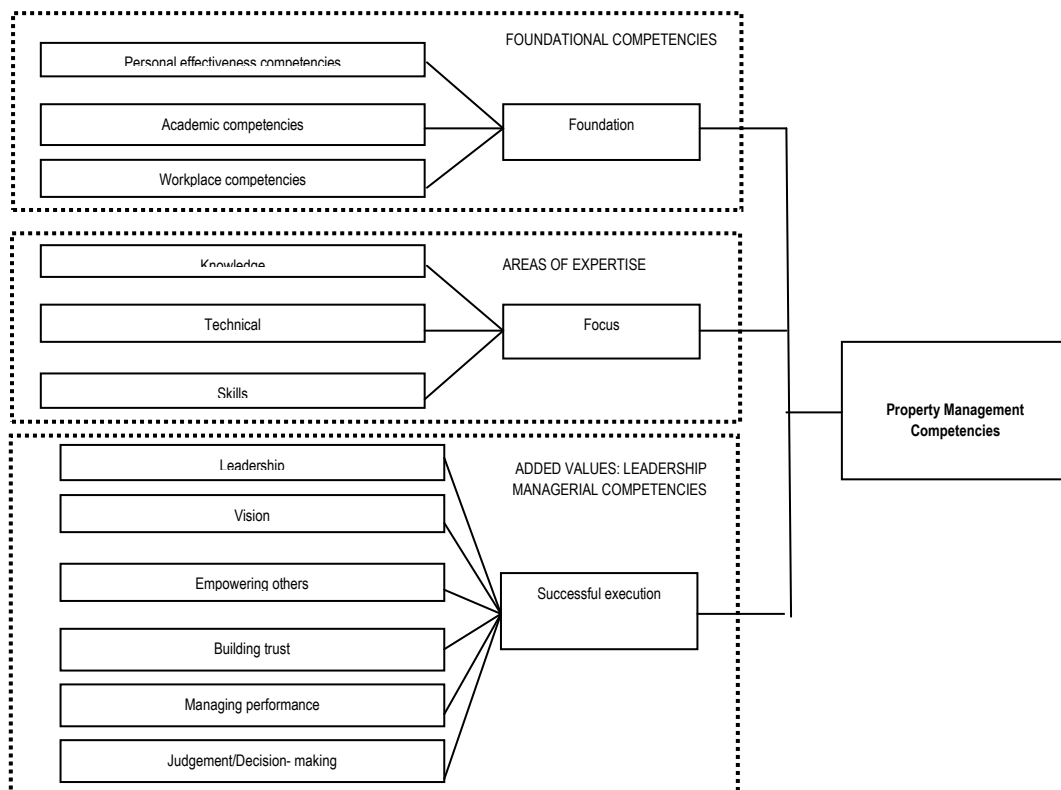 FOUNDATIONAL COMPETENCIES
Personal effectiveness competencies
Academic competencies
Foundation
Workplace competencies
AREAS OF EXPERTISE
Knowledge
Technical
Focus
Skills
Property Management
Competencies
ADDED VALUES: LEADERSHIP
MANAGERIAL COMPETENCIES
Leadership
Vision
Empowering others
Successful execution
Building trust
Managing performance
Judgement/Decision- making